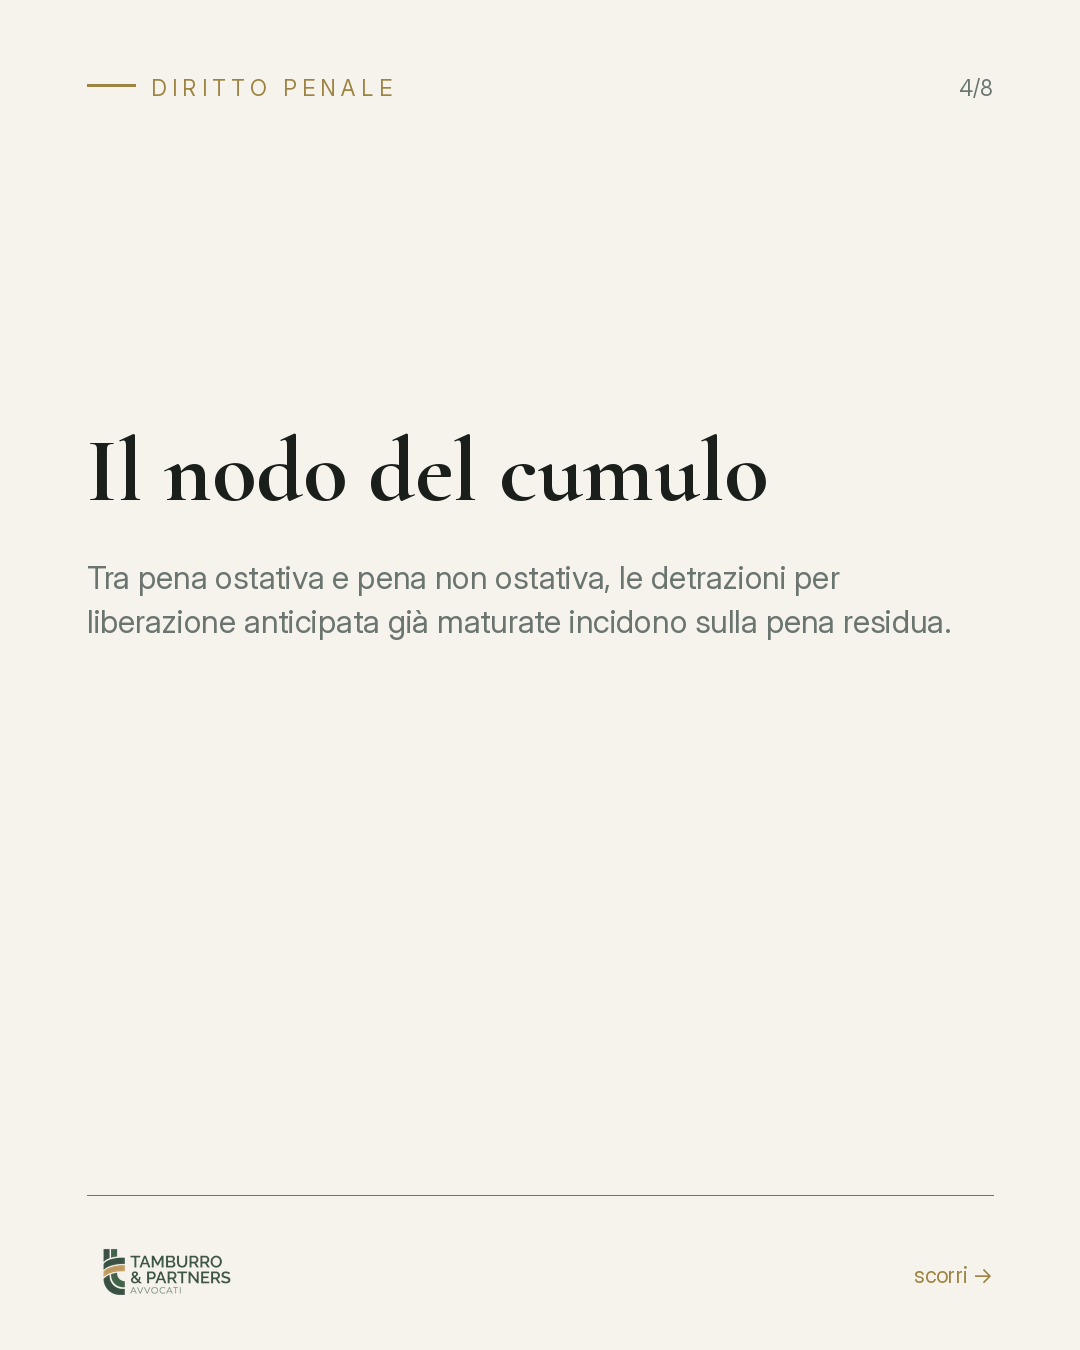 DIRITTO PENALE
4/8
Il nodo del cumulo
Tra pena ostativa e pena non ostativa, le detrazioni per
liberazione anticipata già maturate incidono sulla pena residua.
TAMBURRO
& PARTNERS
AVVOCATI
scorri →